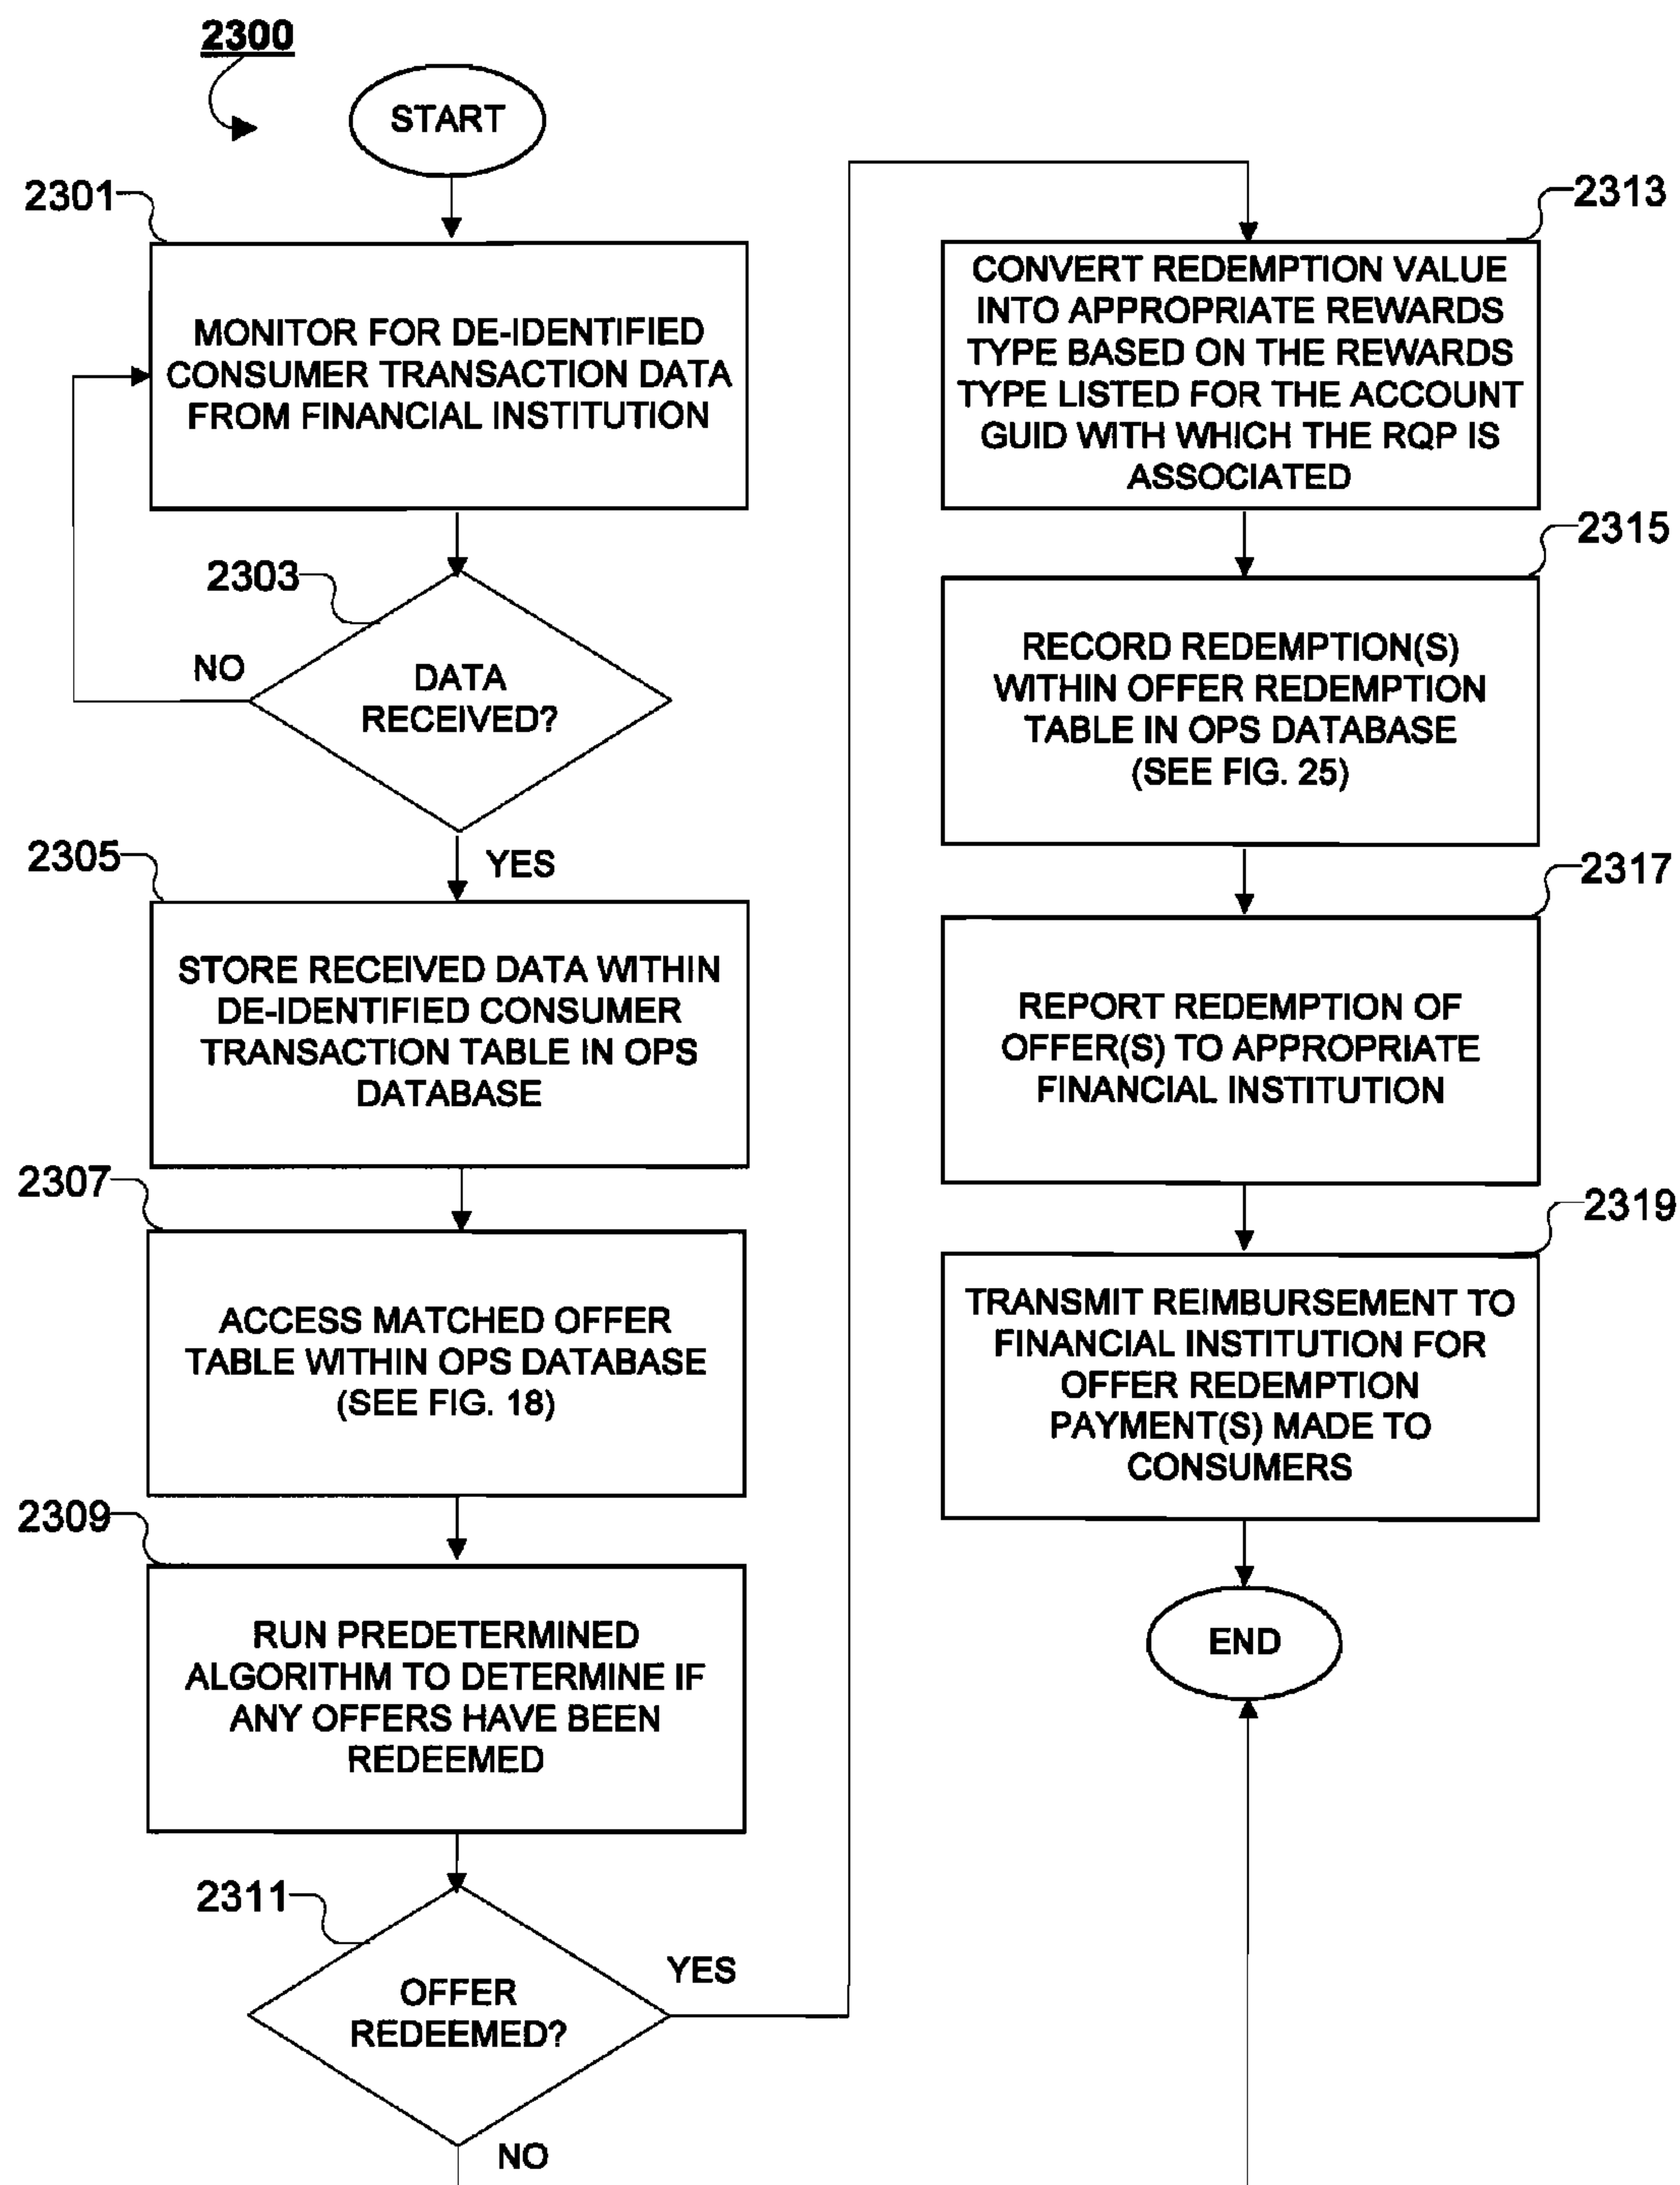 2300
START
2301
MONITOR FOR DE-IDENTIFIED
CONSUMER TRANSACTION DATA
FROM FINANCIAL INSTITUTION
2303
NO
DATA
RECEIVED?
YES
2305
STORE RECEIVED DATA WITHIN
DE-IDENTIFIED CONSUMER
TRANSACTION TABLE IN OPS
DATABASE
2307
ACCESS MATCHED OFFER
TABLE WITHIN OPS DATABASE
(SEE FIG. 18)
2309
RUN PREDETERMINED
ALGORITHM TO DETERMINE IF
ANY OFFERS HAVE BEEN
REDEEMED
2311
OFFER
REDEEMED?
YES
NO
2313
CONVERT REDEMPTION VALUE
INTO APPROPRIATE REWARDS
TYPE BASED ON THE REWARDS
TYPE LISTED FOR THE ACCOUNT
GUID WITH WHICH THE RQP IS
ASSOCIATED
2315
RECORD REDEMPTION(S)
WITHIN OFFER REDEMPTION
TABLE IN OPS DATABASE
(SEE FIG. 25)
2317
REPORT REDEMPTION OF
OFFER(S) TO APPROPRIATE
FINANCIAL INSTITUTION
2319
TRANSMIT REIMBURSEMENT TO
FINANCIAL INSTITUTION FOR
OFFER REDEMPTION
PAYMENT(S) MADE TO
CONSUMERS
END